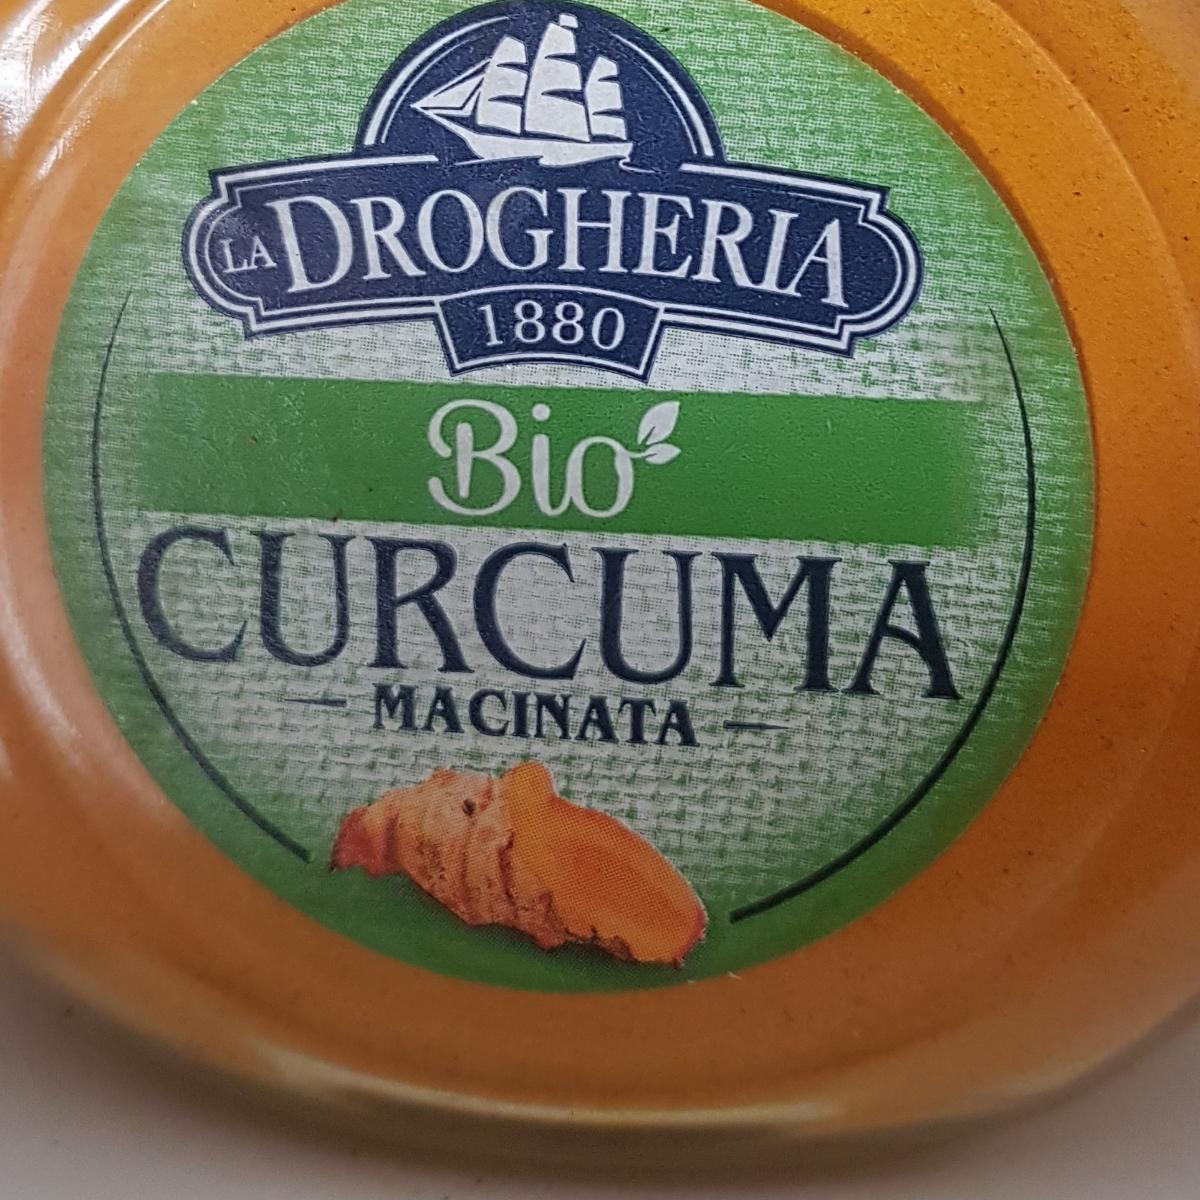 LA DROGHERIA
1880
Bio
CURCUMA
MACINATA